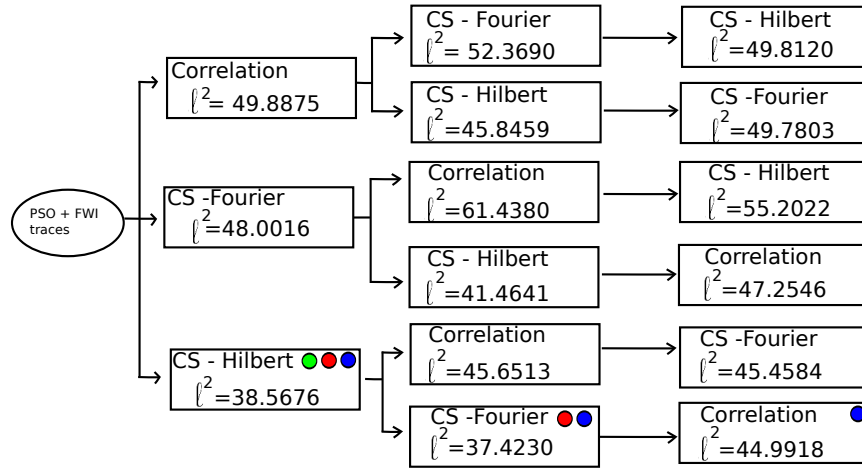 PSO + FWI
traces
Correlation
ℓ²= 49.8875
CS - Fourier
ℓ²= 52.3690
CS - Hilbert
ℓ²=49.8120
CS - Hilbert
ℓ²=45.8459
CS -Fourier
ℓ²=49.7803
CS -Fourier
ℓ²=48.0016
Correlation
ℓ²=61.4380
CS - Hilbert
ℓ²=55.2022
CS - Hilbert
ℓ²=41.4641
Correlation
ℓ²=47.2546
CS - Hilbert
ℓ²=38.5676
Correlation
ℓ²=45.6513
CS -Fourier
ℓ²=45.4584
CS -Fourier
ℓ²=37.4230
Correlation
ℓ²=44.9918